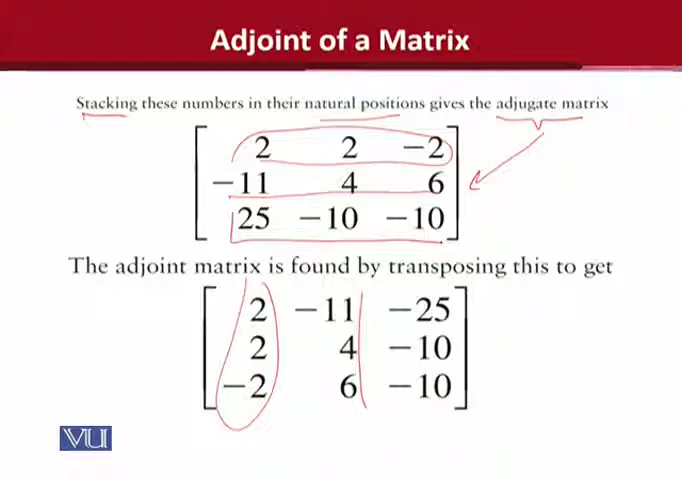 Adjoint of a Matrix
Stacking these numbers in their natural positions gives the adjugate matrix
2 2 −2
−11 4 6
25 −10 −10
The adjoint matrix is found by transposing this to get
2 −11 −25
2 4 −10
−2 6 −10
VU